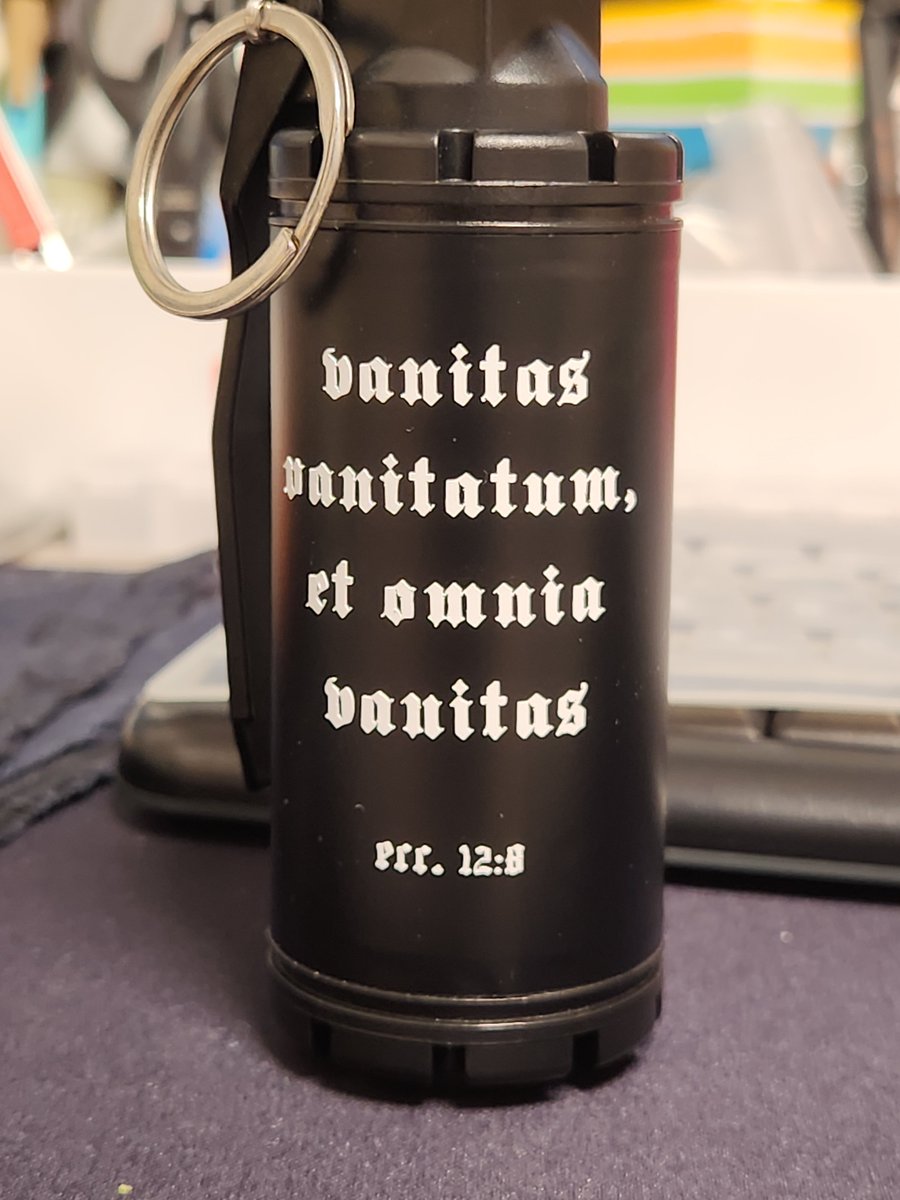 vanitas
vanitatum,
et omnia
vanitas
ecc. 12:8